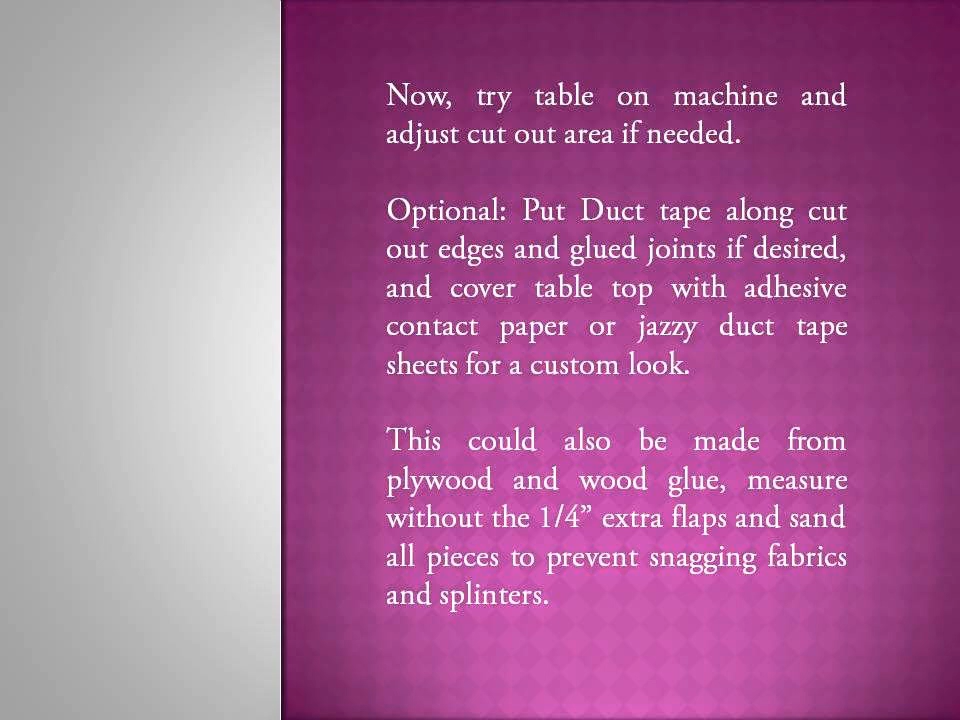 Now, try table on machine and
adjust cut out area if needed.
Optional: Put Duct tape along cut
out edges and glued joints if desired,
and cover table top with adhesive
contact paper or jazzy duct tape
sheets for a custom look.
This could also be made from
plywood and wood glue, measure
without the 1/4” extra flaps and sand
all pieces to prevent snagging fabrics
and splinters.